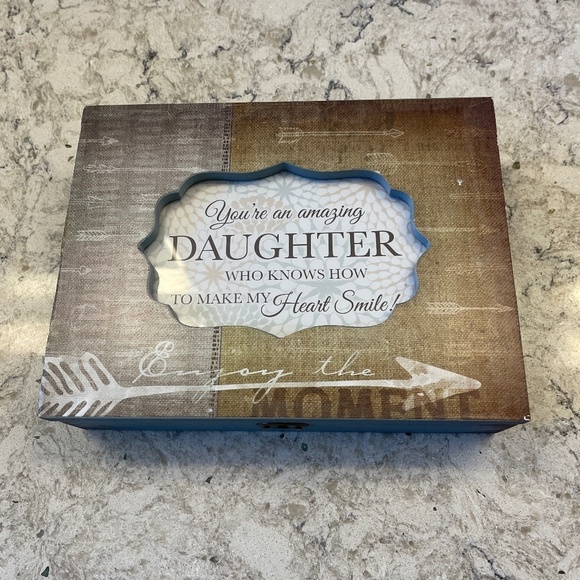 You're an amazing
DAUGHTER
WHO KNOWS HOW
TO MAKE MY Heart Smile!
Enjoy the
MOMENT